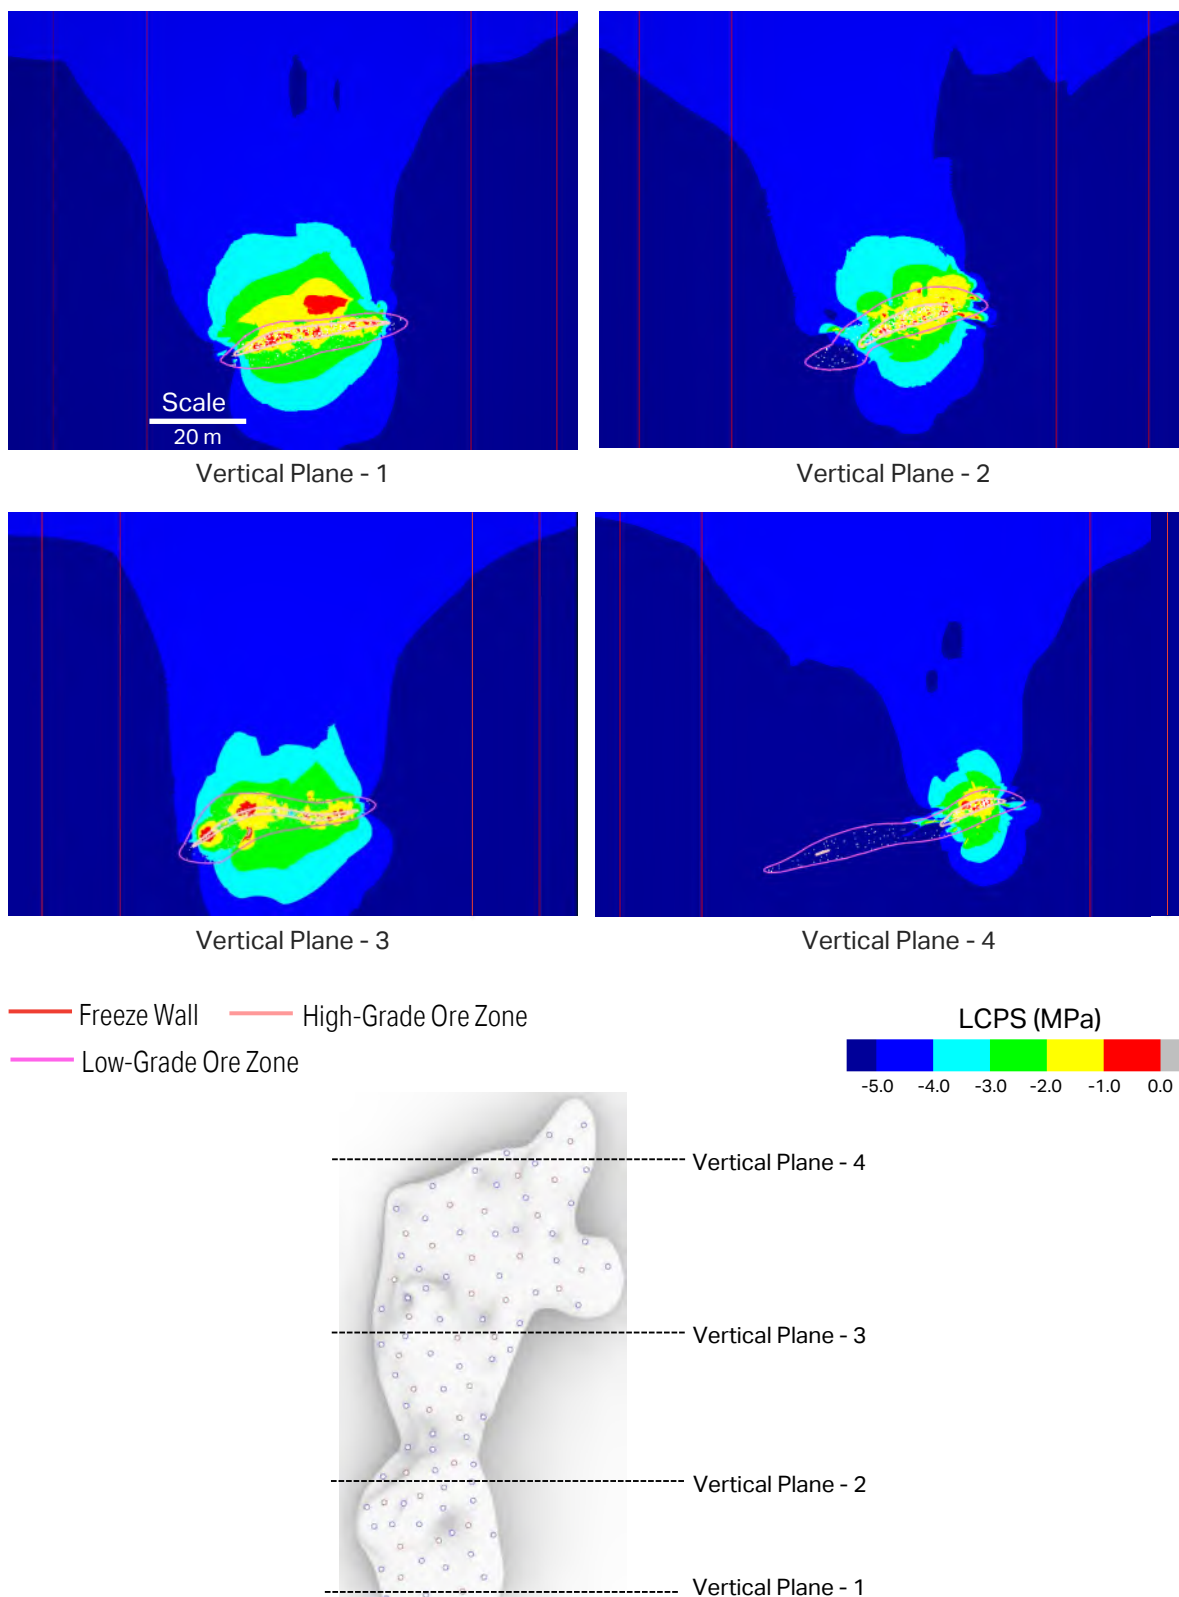 Scale
20 m
Vertical Plane - 1
Vertical Plane - 2
Vertical Plane - 3
Vertical Plane - 4
Freeze Wall
High-Grade Ore Zone
Low-Grade Ore Zone
LCPS (MPa)
-5.0 -4.0 -3.0 -2.0 -1.0 0.0
Vertical Plane - 4
Vertical Plane - 3
Vertical Plane - 2
Vertical Plane - 1